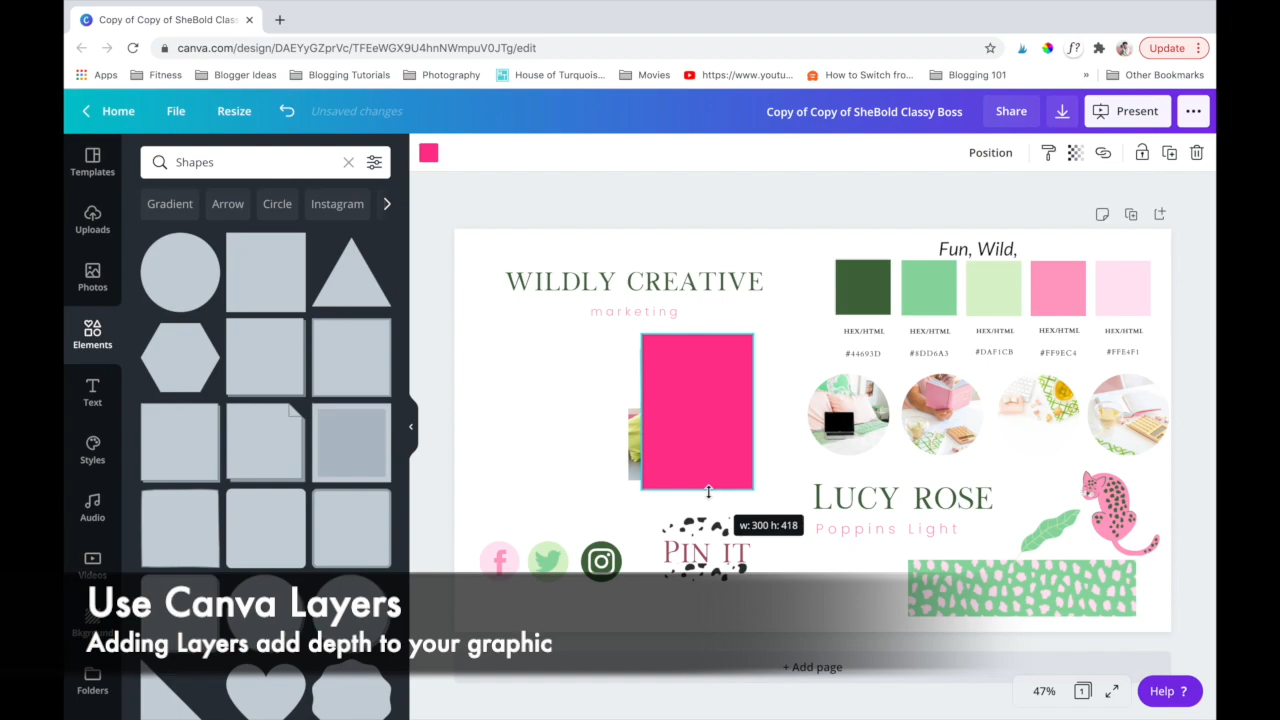 Copy of Copy of SheBold Class
canva.com/design/DAEYyGZprVc/TFEeWGX9U4hnNWmpuV0JTg/edit
Update
Apps
Fitness
Blogger Ideas
Blogging Tutorials
Photography
House of Turquois...
Movies
https://www.youtu...
How to Switch fro...
Blogging 101
»
Other Bookmarks
Home
File
Resize
Unsaved changes
Copy of Copy of SheBold Classy Boss
Share
Present
Templates
Uploads
Photos
Elements
Text
Styles
Audio
Videos
Folders
Shapes
Gradient
Arrow
Circle
Instagram
Position
WILDLY CREATIVE
marketing
Fun, Wild,
HEX/HTML HEX/HTML HEX/HTML HEX/HTML HEX/HTML
#44693D #8DD6A3 #DAF1CB #FF9EC4 #FFE4F1
w: 300 h: 418
PIN IT
LUCY ROSE
Poppins Light
Use Canva Layers
Adding Layers add depth to your graphic
+ Add page
47%
1
Help ?